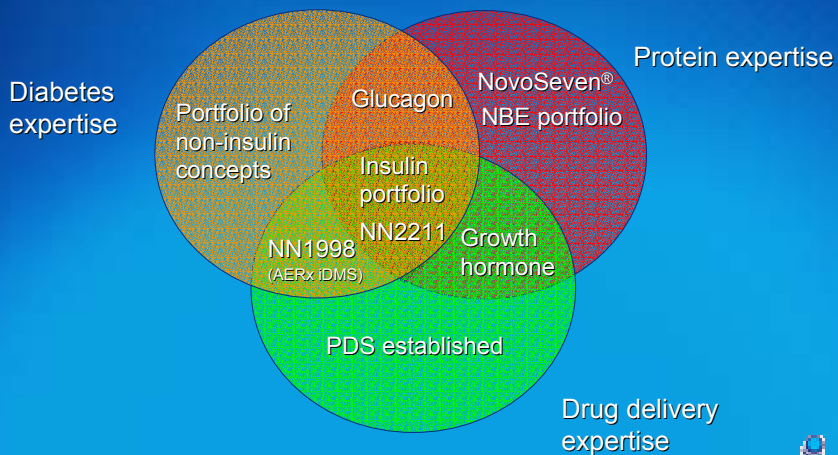 Diabetes
expertise
Protein expertise
Portfolio of
non-insulin
concepts
Glucagon
NovoSeven®
NBE portfolio
Insulin
portfolio
NN2211
NN1998
(AERx iDMS)
Growth
hormone
PDS established
Drug delivery
expertise